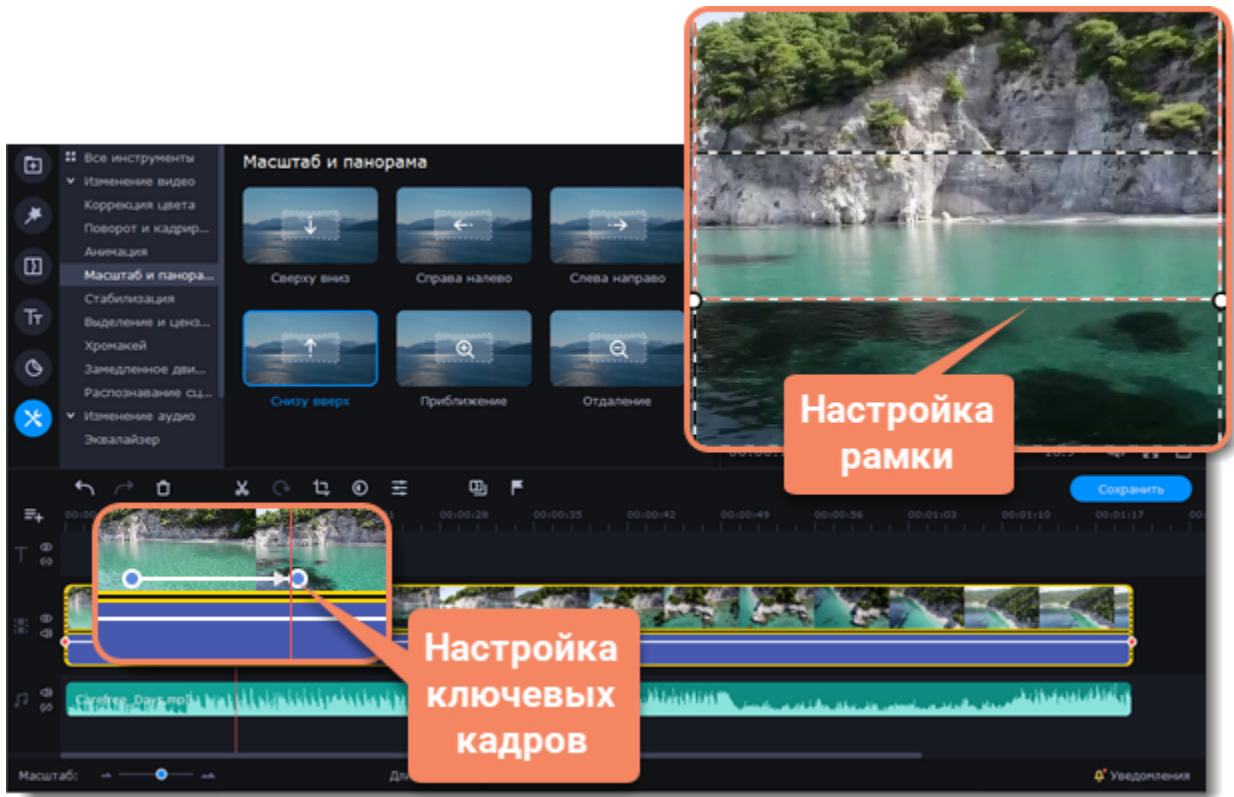 Все инструменты
Изменение видео
Коррекция цвета
Поворот и кадрир...
Анимация
Масштаб и панора...
Стабилизация
Выделение и ценз...
Хромакей
Замедленное дви...
Распознавание сц...
Изменение аудио
Эквалайзер
Масштаб и панорама
Сверху вниз
Справа налево
Слева направо
Снизу вверх
Приближение
Отдаление
Настройка
рамки
Сохранить
00:00:28 00:00:35 00:00:42 00:00:49 00:00:56 00:01:03 00:01:10 00:01:17
Настройка
ключевых
кадров
Carefree_Days.mp3
Масштаб:
Уведомления